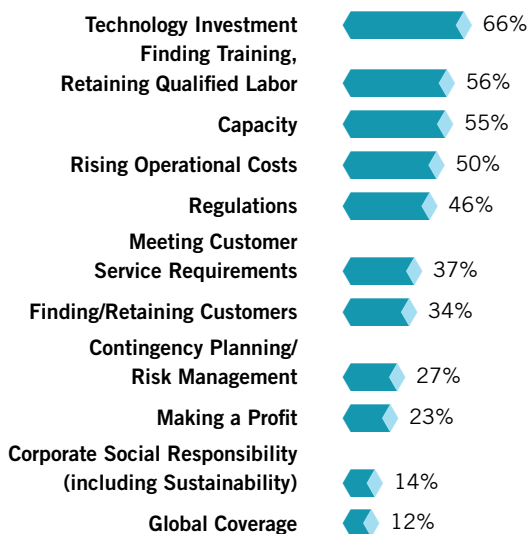 Technology Investment 66%
Finding Training,
Retaining Qualified Labor 56%
Capacity 55%
Rising Operational Costs 50%
Regulations 46%
Meeting Customer
Service Requirements 37%
Finding/Retaining Customers 34%
Contingency Planning/
Risk Management 27%
Making a Profit 23%
Corporate Social Responsibility
(including Sustainability) 14%
Global Coverage 12%